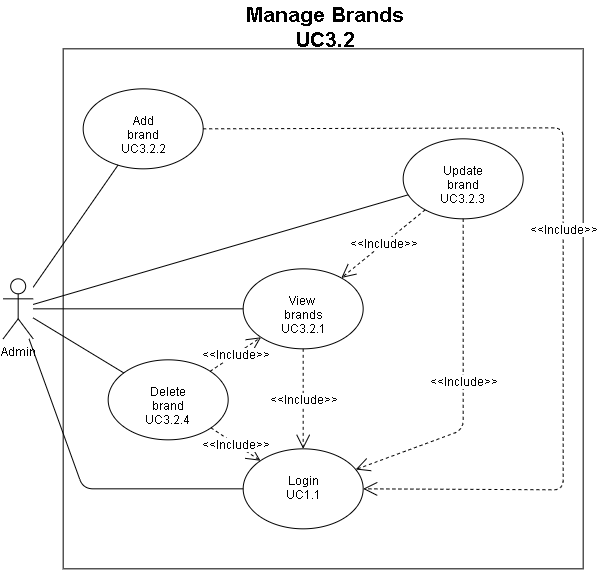 Manage Brands
UC3.2
Add
brand
UC3.2.2
Update
brand
UC3.2.3
<<Include>>
<<Include>>
View
brands
UC3.2.1
Admin
<<Include>>
Delete
brand
UC3.2.4
<<Include>>
<<Include>>
<<Include>>
Login
UC1.1